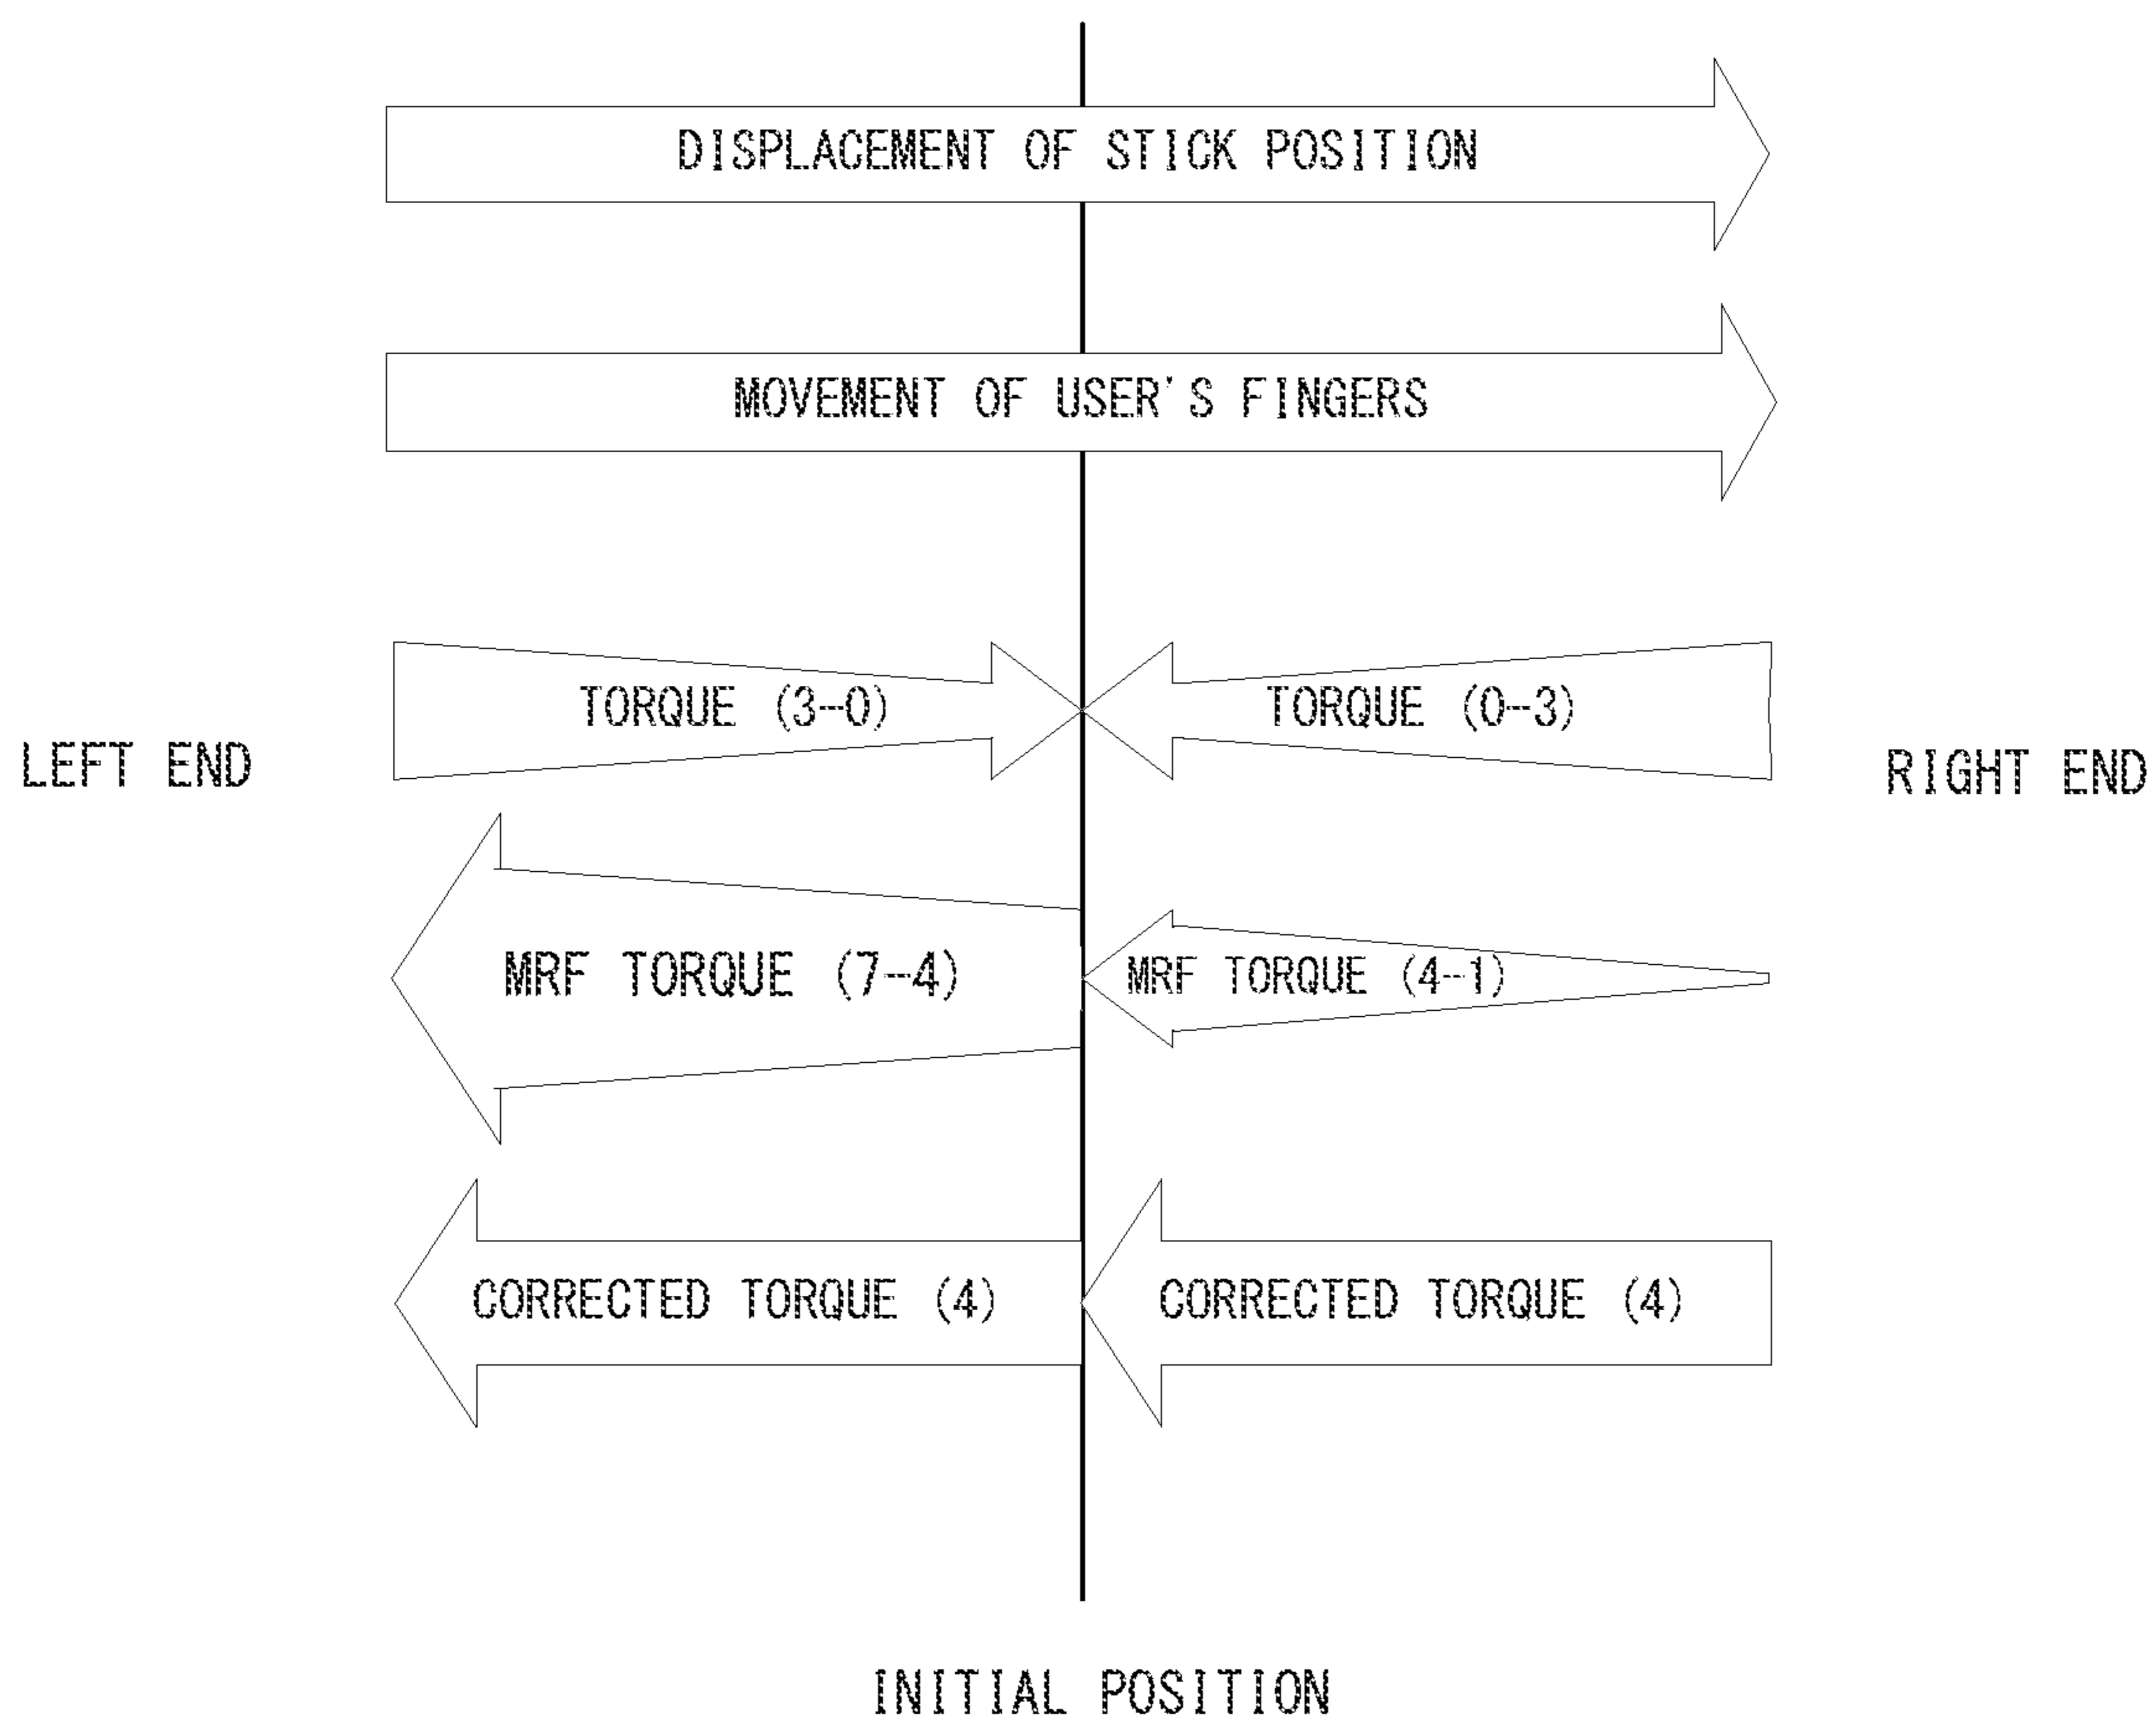 DISPLACEMENT OF STICK POSITION
MOVEMENT OF USER'S FINGERS
TORQUE (3-0)
TORQUE (0-3)
LEFT END
RIGHT END
MRF TORQUE (7-4)
MRF TORQUE (4-1)
CORRECTED TORQUE (4)
CORRECTED TORQUE (4)
INITIAL POSITION